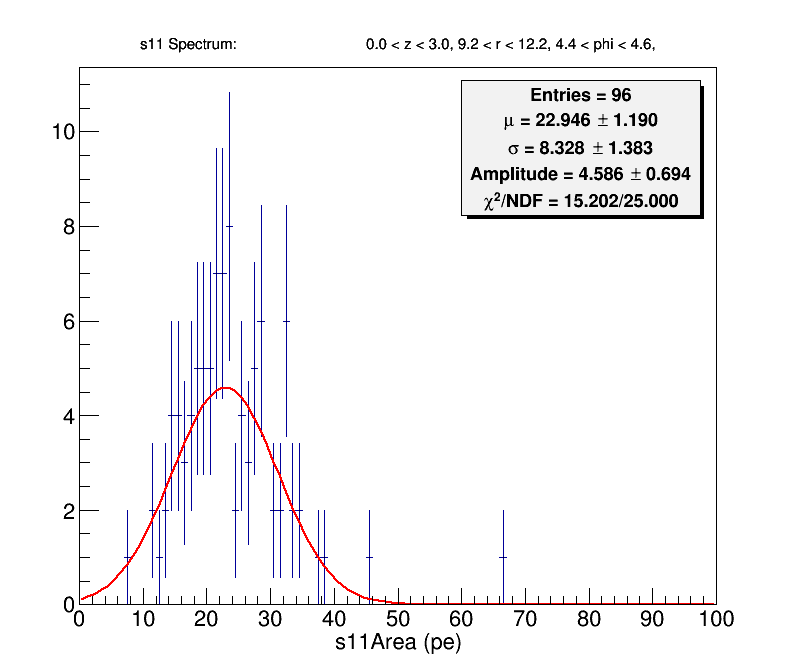 s11 Spectrum: 0.0 < z < 3.0, 9.2 < r < 12.2, 4.4 < phi < 4.6,
Entries = 96
μ = 22.946 ± 1.190
σ = 8.328 ± 1.383
Amplitude = 4.586 ± 0.694
χ²/NDF = 15.202/25.000
10
8
6
4
2
0
0 10 20 30 40 50 60 70 80 90 100
s11Area (pe)